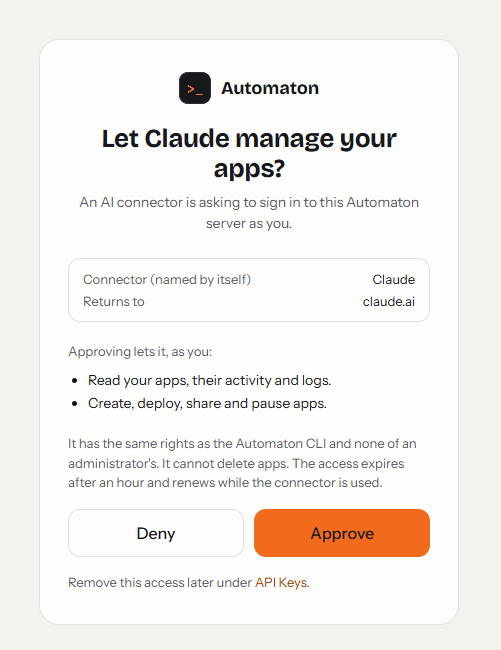 >_ Automaton
Let Claude manage your
apps?
An AI connector is asking to sign in to this Automaton
server as you.
Connector (named by itself) Claude
Returns to claude.ai
Approving lets it, as you:
• Read your apps, their activity and logs.
• Create, deploy, share and pause apps.
It has the same rights as the Automaton CLI and none of an
administrator's. It cannot delete apps. The access expires
after an hour and renews while the connector is used.
Deny Approve
Remove this access later under API Keys.